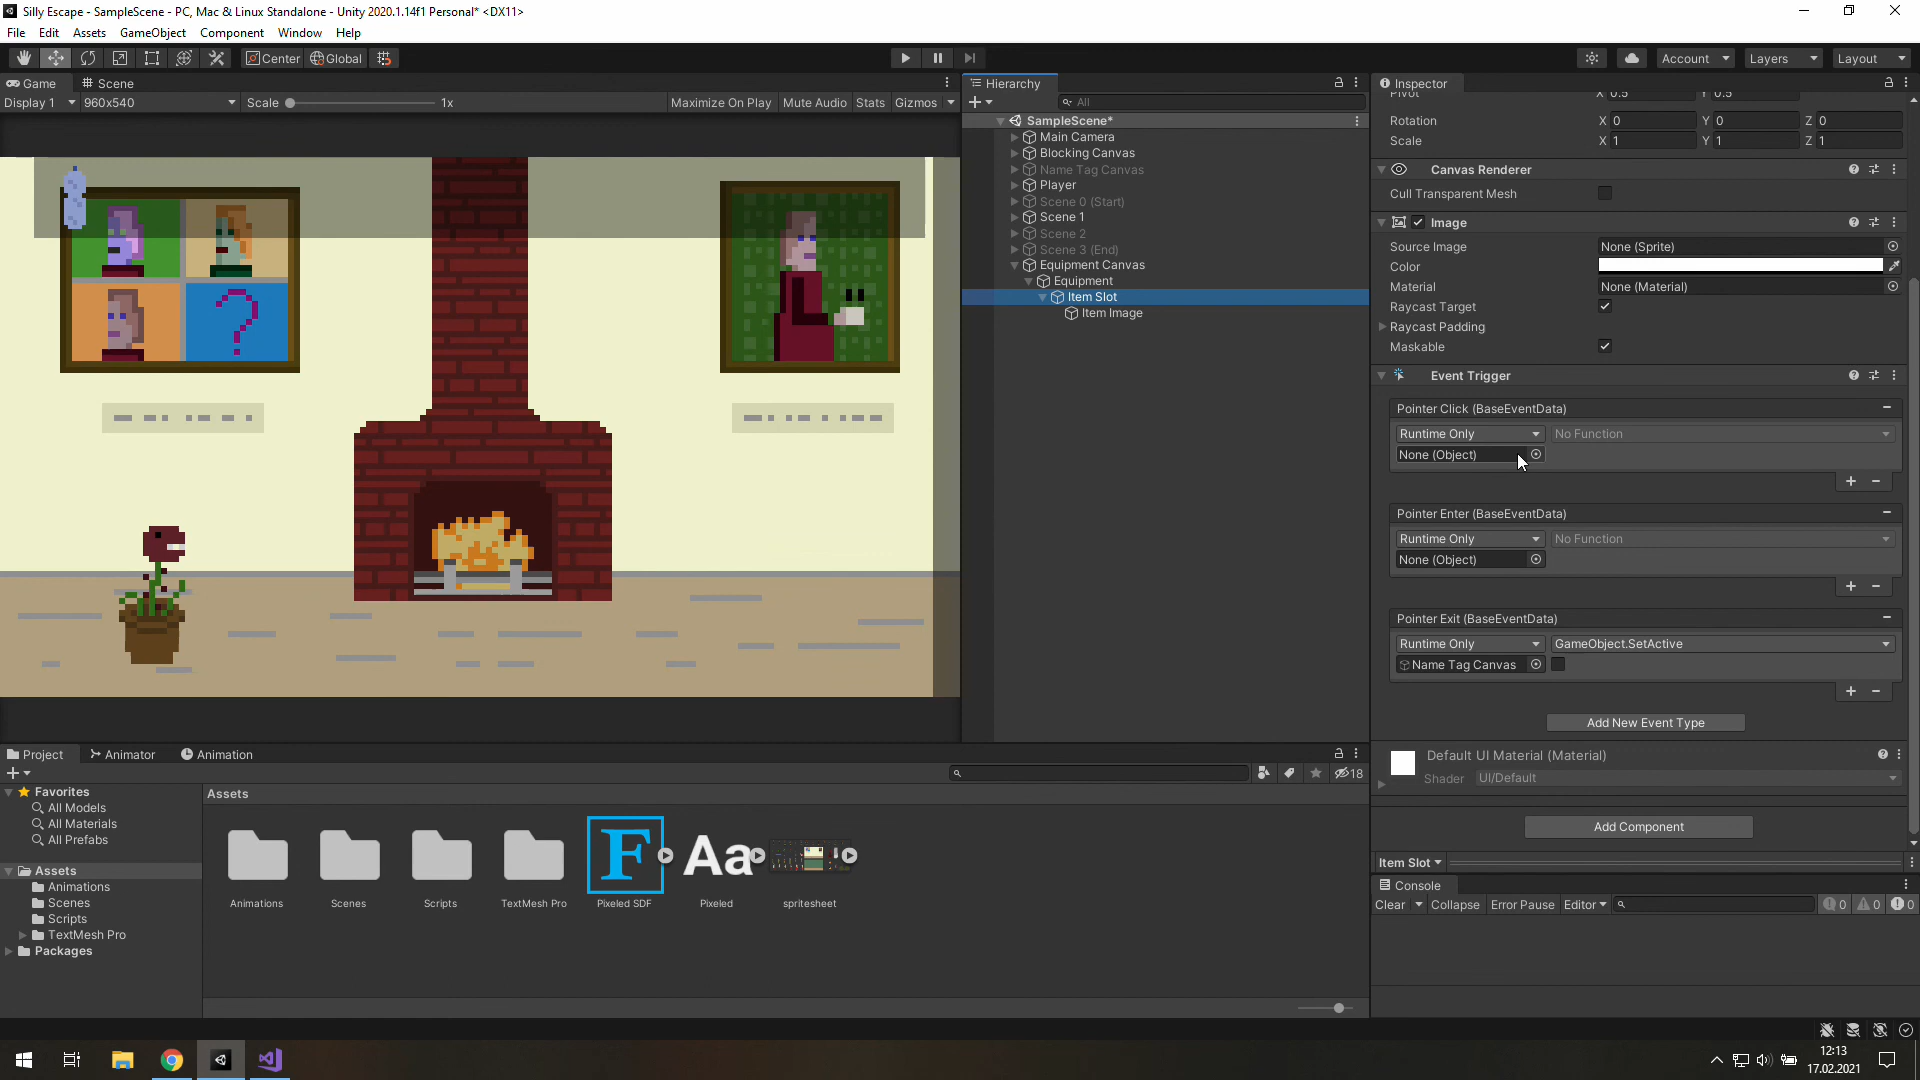 Silly Escape - SampleScene - PC, Mac & Linux Standalone - Unity 2020.1.14f1 Personal* <DX11>
File Edit Assets GameObject Component Window Help
Center Global Account Layers Layout
Game Scene
Display 1 960x540 Scale 1x Maximize On Play Mute Audio Stats Gizmos
Hierarchy
All
SampleScene*
Main Camera
Blocking Canvas
Name Tag Canvas
Player
Scene 0 (Start)
Scene 1
Scene 2
Scene 3 (End)
Equipment Canvas
Equipment
Item Slot
Item Image
Inspector
Pivot X 0.5 Y 0.5
Rotation X 0 Y 0 Z 0
Scale X 1 Y 1 Z 1
Canvas Renderer
Cull Transparent Mesh
Image
Source Image None (Sprite)
Color
Material None (Material)
Raycast Target
Raycast Padding
Maskable
Event Trigger
Pointer Click (BaseEventData)
Runtime Only No Function
None (Object)
Pointer Enter (BaseEventData)
Runtime Only No Function
None (Object)
Pointer Exit (BaseEventData)
Runtime Only GameObject.SetActive
Name Tag Canvas
Add New Event Type
Default UI Material (Material)
Shader UI/Default
Add Component
Item Slot
Console
Clear Collapse Error Pause Editor 0 0 0
Project Animator Animation
18
Favorites
All Models
All Materials
All Prefabs
Assets
Animations
Scenes
Scripts
TextMesh Pro
Packages
Assets
F Aa
Animations Scenes Scripts TextMesh Pro Pixeled SDF Pixeled spritesheet
12:13
17.02.2021